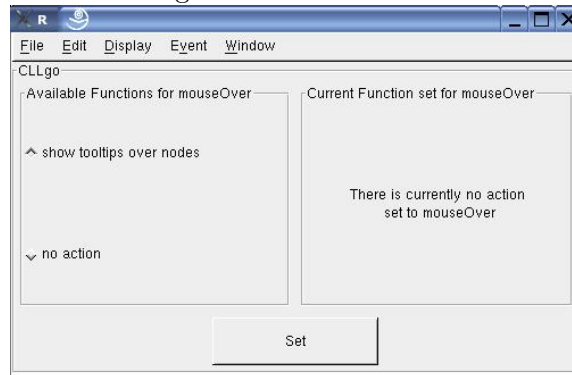 R
File Edit Display Event Window
CLLgo
Available Functions for mouseOver
Current Function set for mouseOver
show tooltips over nodes
There is currently no action
set to mouseOver
no action
Set